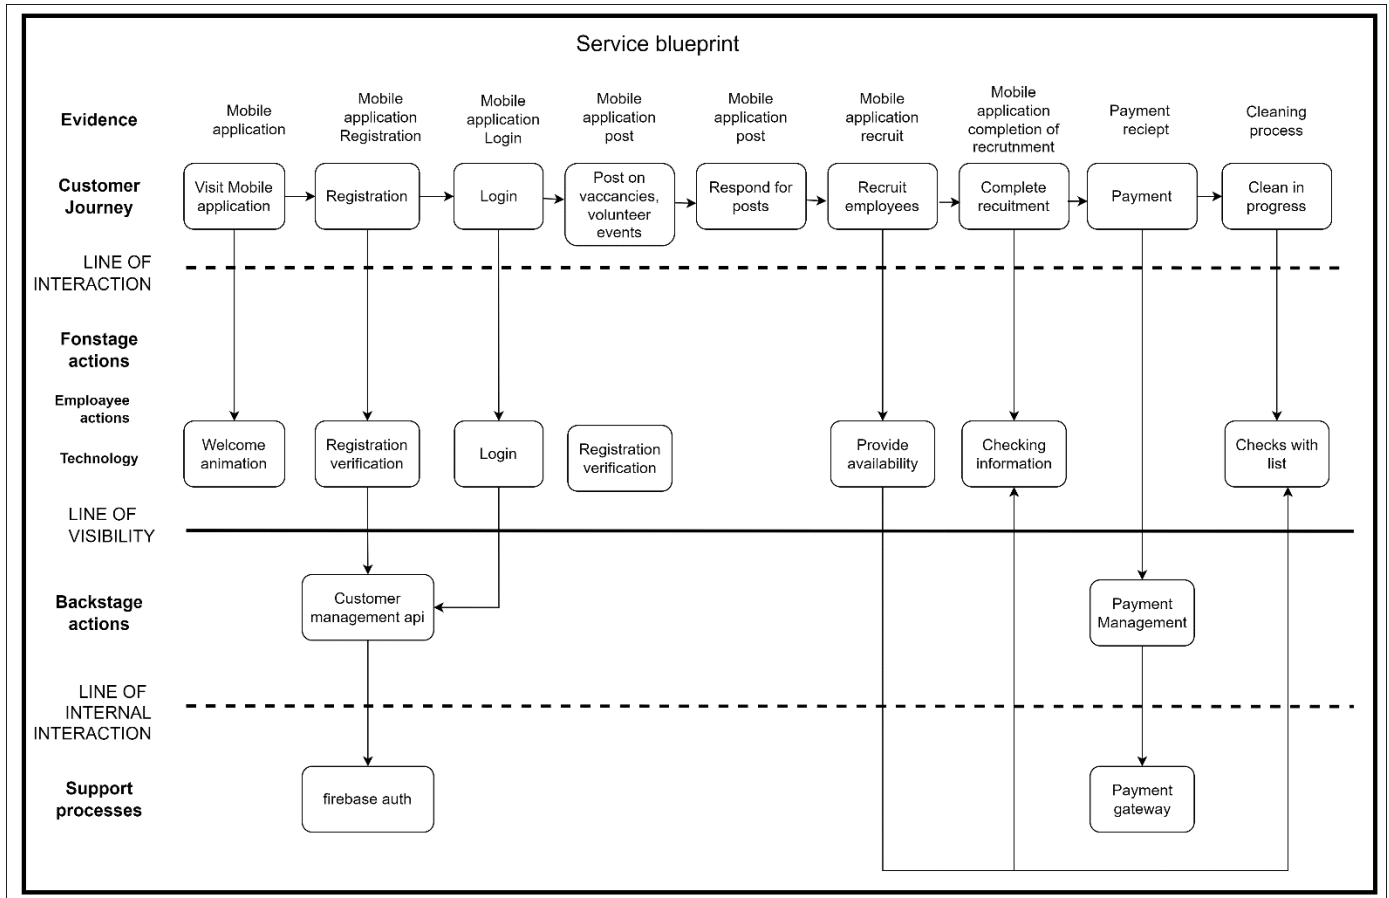 Service blueprint
Evidence
Mobile
application
Mobile
application
Registration
Mobile
application
Login
Mobile
application
post
Mobile
application
post
Mobile
application
recruit
Mobile
application
completion of
recrutnment
Payment
reciept
Cleaning
process
Customer
Journey
Visit Mobile
application
Registration
Login
Post on
vaccancies,
volunteer
events
Respond for
posts
Recruit
employees
Complete
recuitment
Payment
Clean in
progress
LINE OF
INTERACTION
Fonstage
actions
Emploayee
actions
Technology
Welcome
animation
Registration
verification
Login
Registration
verification
Provide
availability
Checking
information
Checks with
list
LINE OF
VISIBILITY
Backstage
actions
Customer
management api
Payment
Management
LINE OF
INTERNAL
INTERACTION
Support
processes
firebase auth
Payment
gateway